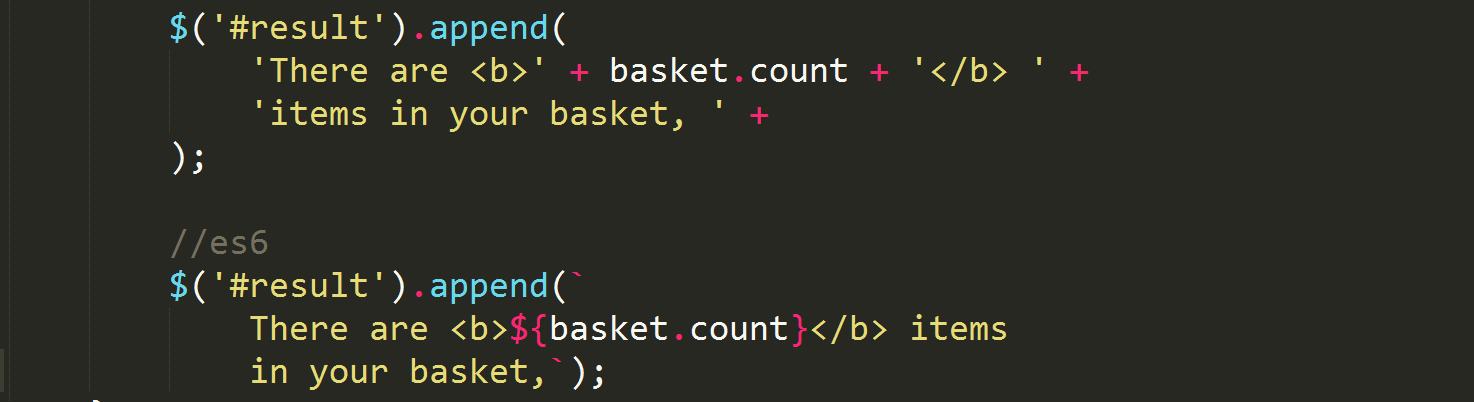 $('#result').append(
'There are <b>' + basket.count + '</b> ' +
'items in your basket, ' +
);
//es6
$('#result').append(`
There are <b>${basket.count}</b> items
in your basket,`);